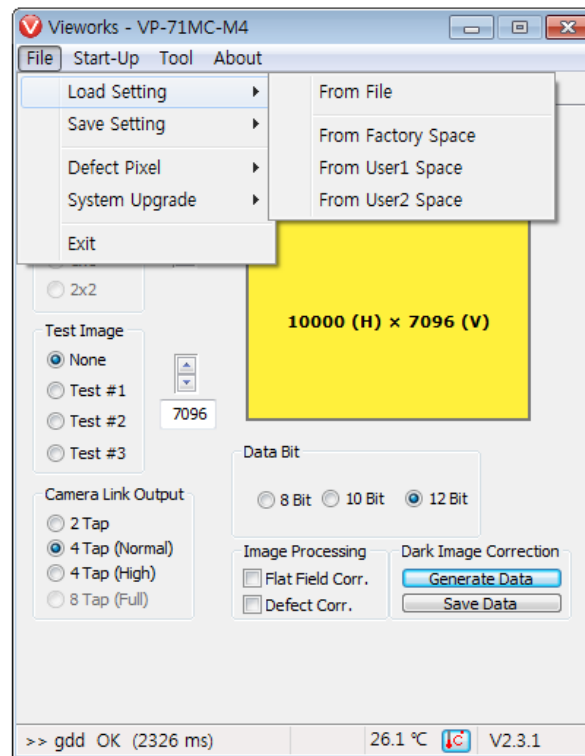 Vieworks - VP-71MC-M4
File Start-Up Tool About
Load Setting
Save Setting
Defect Pixel
System Upgrade
Exit
From File
From Factory Space
From User1 Space
From User2 Space
2x2
10000 (H) × 7096 (V)
Test Image
None
Test #1
Test #2
Test #3
7096
Data Bit
8 Bit
10 Bit
12 Bit
Camera Link Output
2 Tap
4 Tap (Normal)
4 Tap (High)
8 Tap (Full)
Image Processing
Flat Field Corr.
Defect Corr.
Dark Image Correction
Generate Data
Save Data
>> gdd OK (2326 ms)
26.1 ℃
V2.3.1